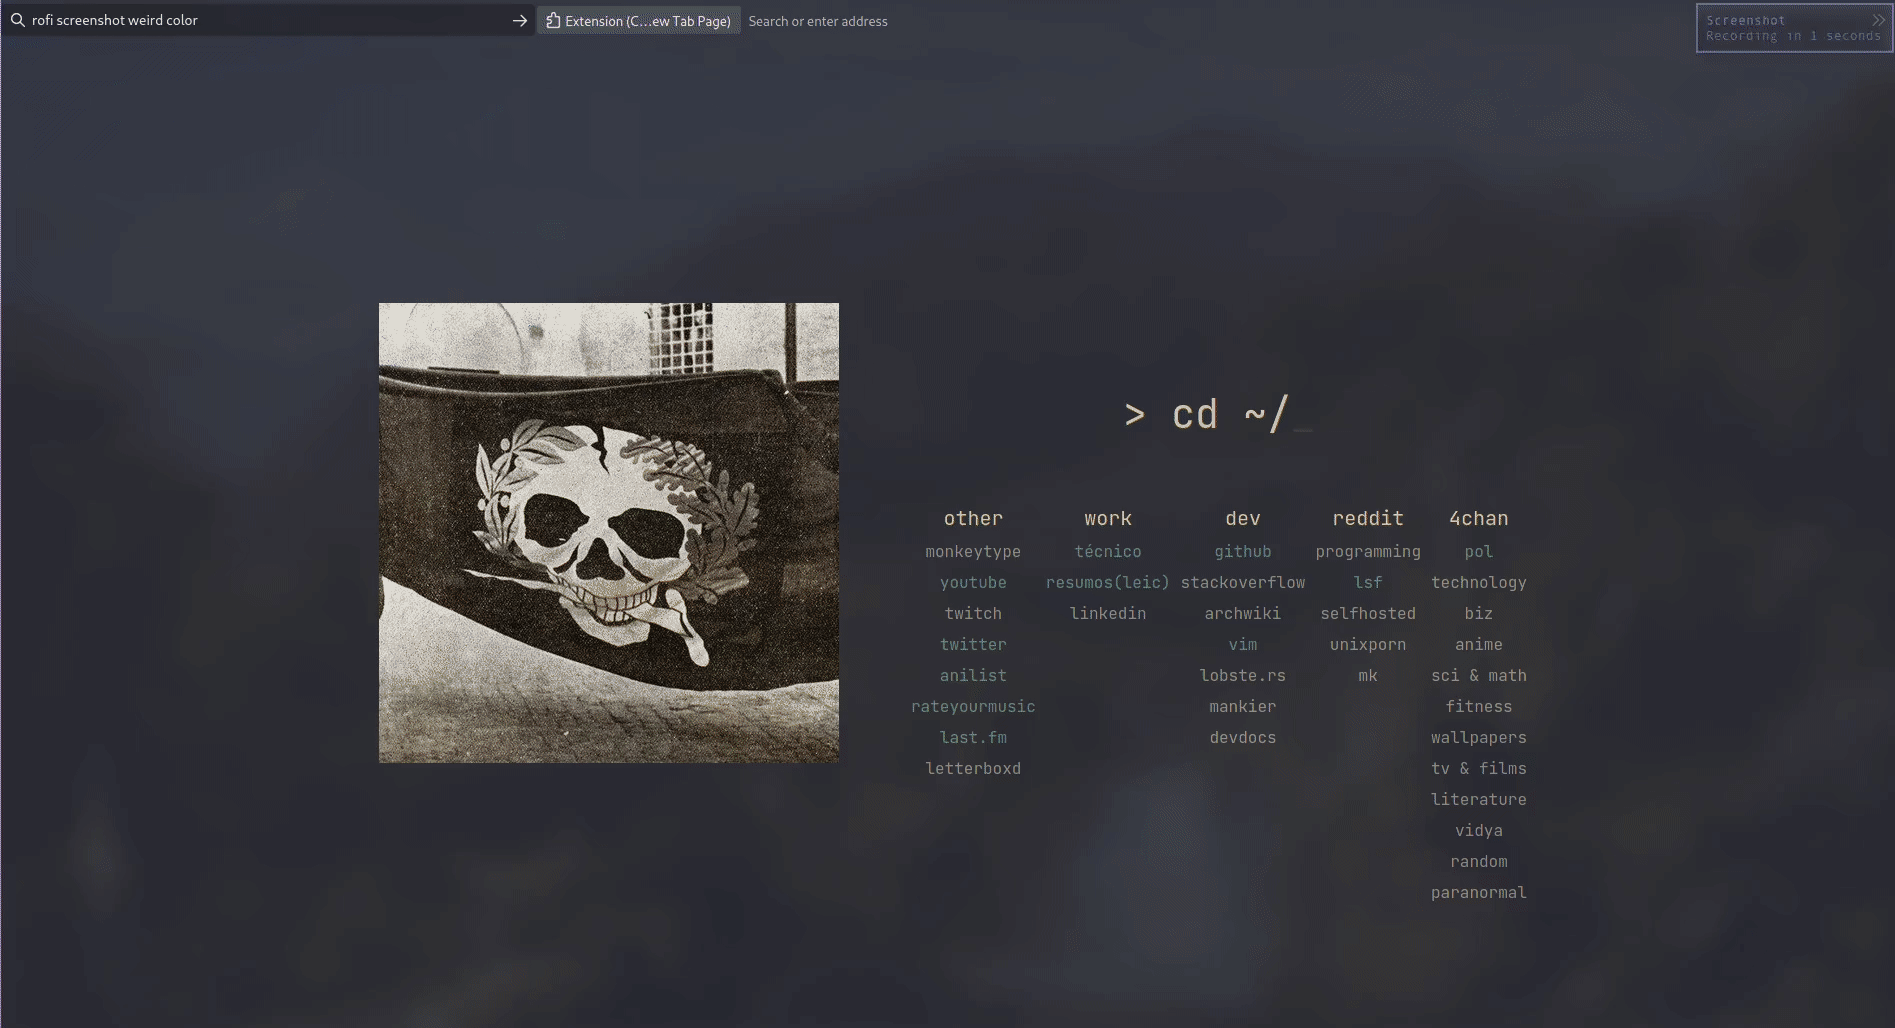 rofi screenshot weird color
Extension (C...ew Tab Page)
Search or enter address
Screenshot
Recording in 1 seconds
> cd ~/_
other
monkeytype
youtube
twitch
twitter
anilist
rateyourmusic
last.fm
letterboxd
work
técnico
resumos(leic)
linkedin
dev
github
stackoverflow
archwiki
vim
lobste.rs
mankier
devdocs
reddit
programming
lsf
selfhosted
unixporn
mk
4chan
pol
technology
biz
anime
sci & math
fitness
wallpapers
tv & films
literature
vidya
random
paranormal